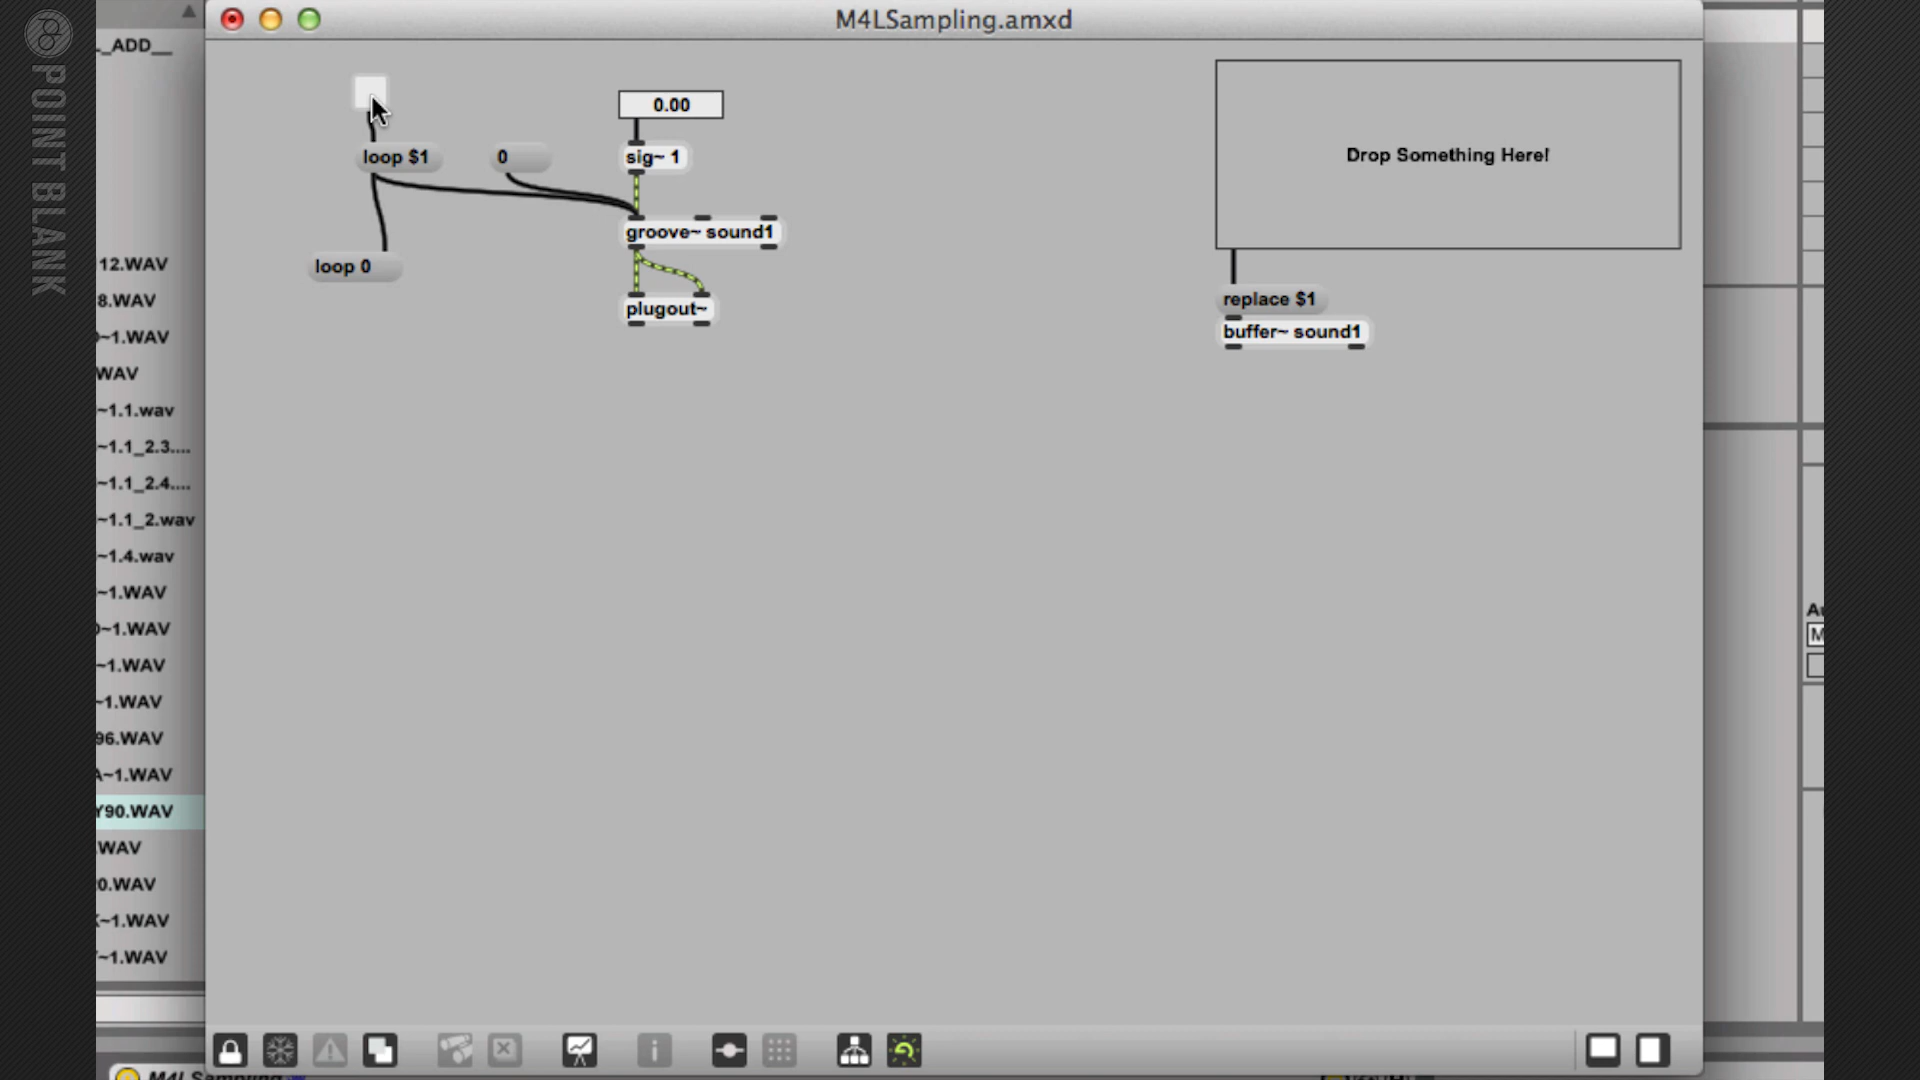 M4LSampling.amxd
POINT BLANK
_ADD__
12.WAV
8.WAV
~1.WAV
WAV
~1.1.wav
~1.1_2.3....
~1.1_2.4....
~1.1_2.wav
~1.4.wav
~1.WAV
~1.WAV
~1.WAV
~1.WAV
96.WAV
~1.WAV
Y90.WAV
.WAV
0.WAV
~1.WAV
~1.WAV
0.00
loop $1
0
sig~ 1
groove~ sound1
loop 0
plugout~
Drop Something Here!
replace $1
buffer~ sound1
M4LSampling